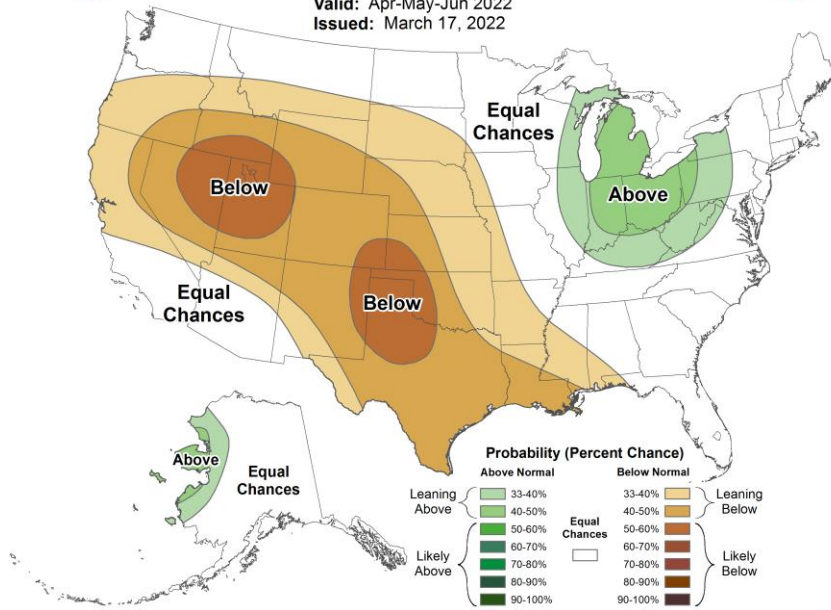 Valid: Apr-May-Jun 2022
Issued: March 17, 2022
Equal
Chances
Above
Below
Equal
Chances
Below
Above
Equal
Chances
Probability (Percent Chance)
Above Normal
Below Normal
Leaning
Above
33-40%
40-50%
Likely
Above
50-60%
60-70%
70-80%
80-90%
90-100%
Equal
Chances
33-40%
40-50%
Leaning
Below
50-60%
60-70%
70-80%
80-90%
90-100%
Likely
Below